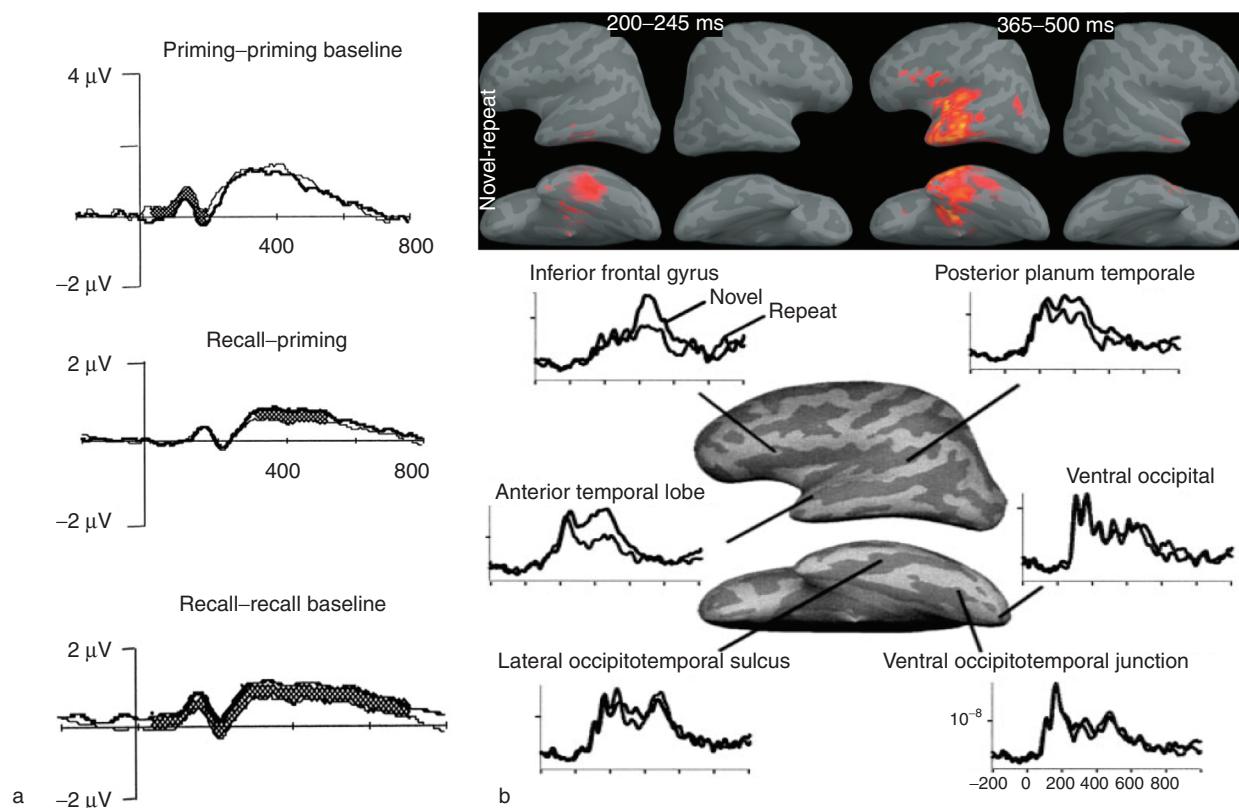 Priming–priming baseline
4 μV
400
800
–2 μV
Recall–priming
2 μV
400
800
–2 μV
Recall–recall baseline
2 μV
–2 μV
a
200–245 ms
365–500 ms
Novel-repeat
Inferior frontal gyrus
Novel
Repeat
Posterior planum temporale
Anterior temporal lobe
Ventral occipital
Lateral occipitotemporal sulcus
Ventral occipitotemporal junction
10⁻⁸
–200 0 200 400 600 800
b